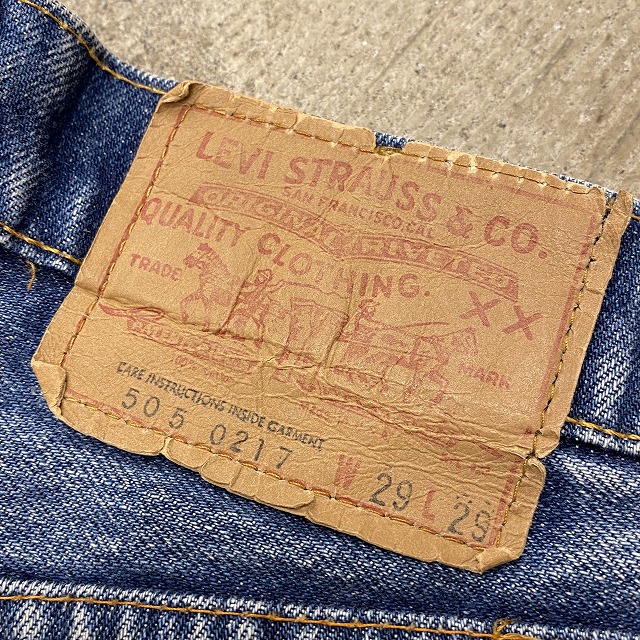 LEVI STRAUSS & CO.
SAN FRANCISCO, CAL.
QUALITY CLOTHING.
TRADE MARK
XX
CARE INSTRUCTIONS INSIDE GARMENT
505 0217 W 29 L 29